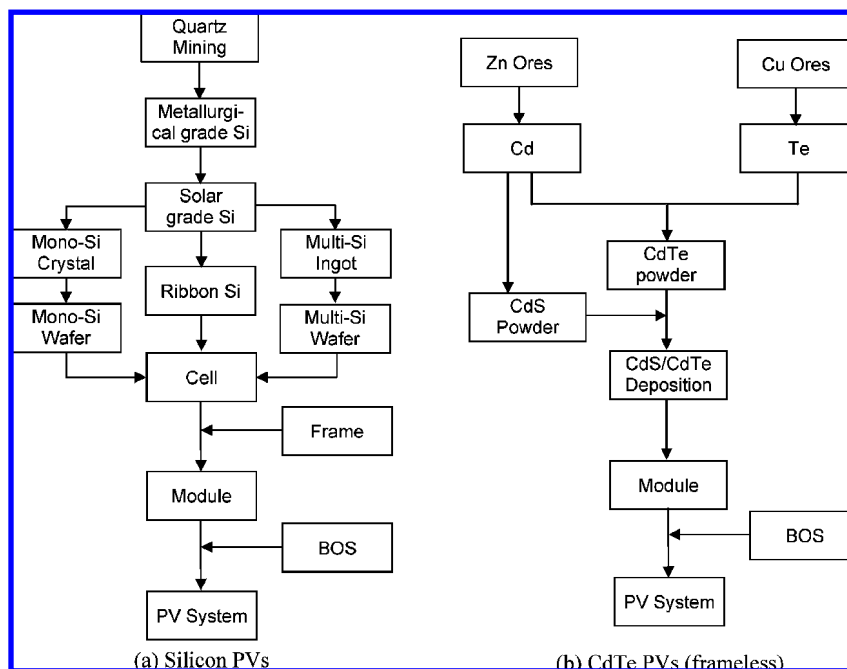 Quartz
Mining
Metallurgi-
cal grade Si
Solar
grade Si
Mono-Si
Crystal
Multi-Si
Ingot
Ribbon Si
Mono-Si
Wafer
Multi-Si
Wafer
Cell
Frame
Module
BOS
PV System
(a) Silicon PVs
Zn Ores
Cu Ores
Cd
Te
CdTe
powder
CdS
Powder
CdS/CdTe
Deposition
Module
BOS
PV System
(b) CdTe PVs (frameless)